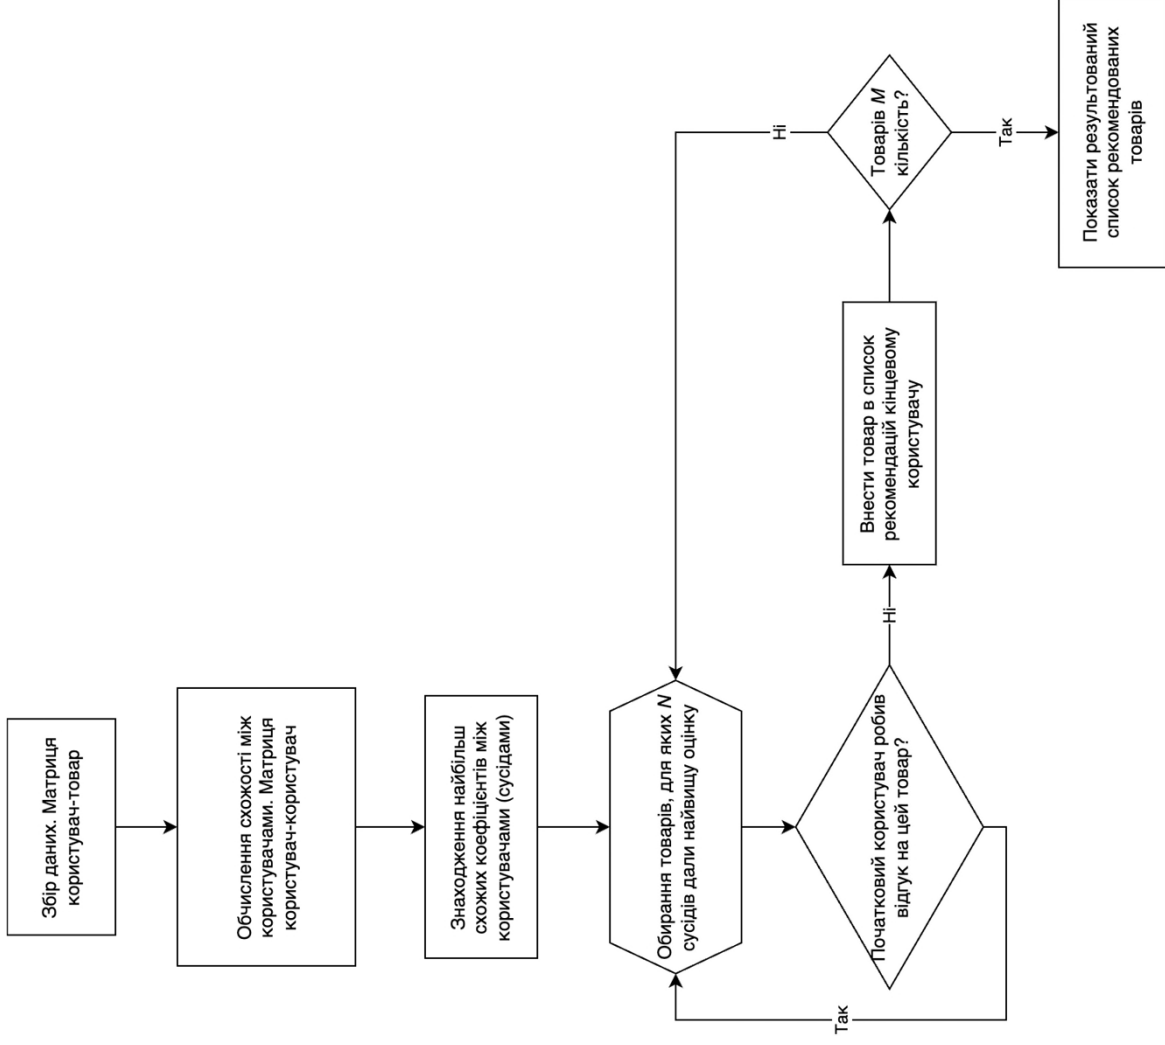 Збір даних. Матриця
користувач-товар
Обчислення схожості між
користувачами. Матриця
користувач-користувач
Знаходження найбільш
схожих коефіцієнтів між
користувачами (сусідами)
Обирання товарів, для яких N
сусідів дали найвищу оцінку
Початковий користувач робив
відгук на цей товар?
Так
Ні
Внести товар в список
рекомендацій кінцевому
користувачу
Товарів M
кількість?
Ні
Так
Показати результований
список рекомендованих
товарів